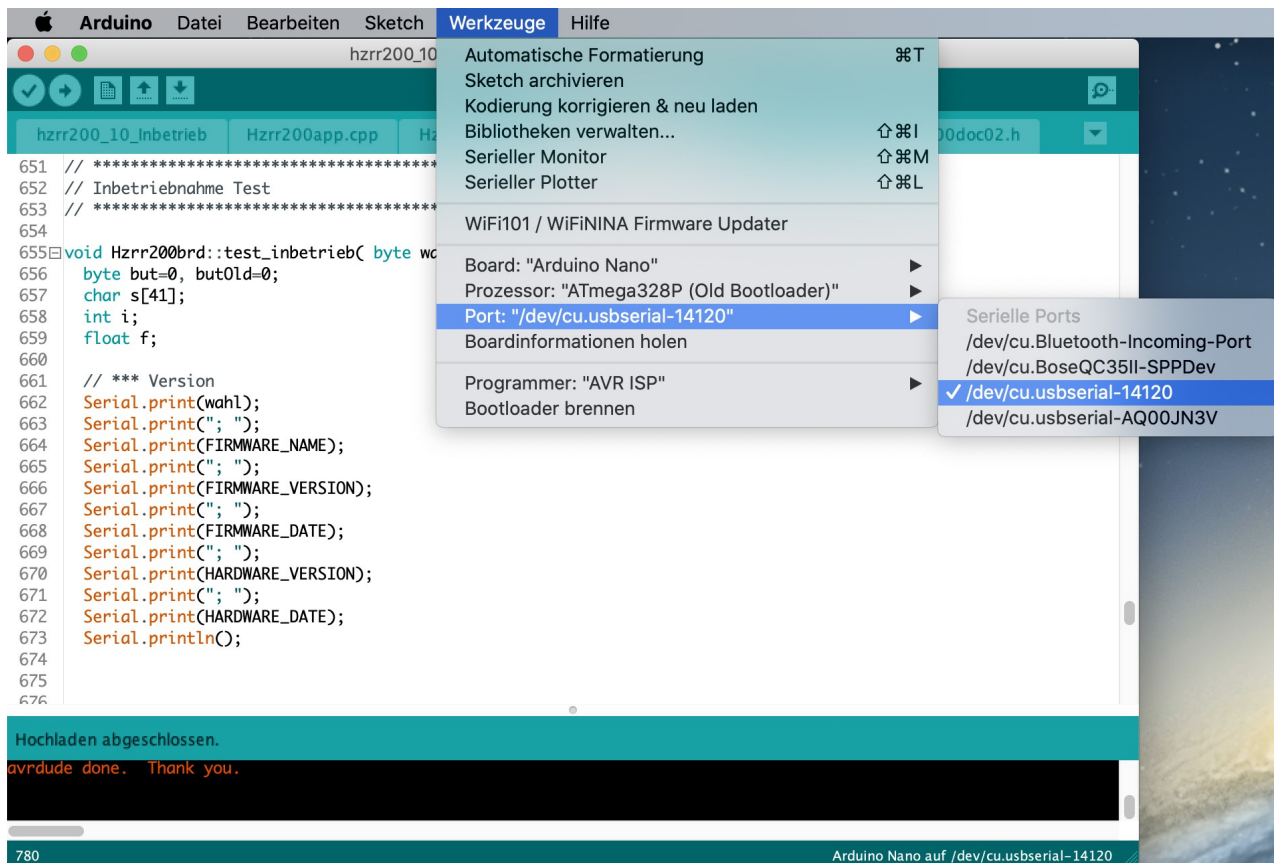 Arduino Datei Bearbeiten Sketch Werkzeuge Hilfe
hzrr200_10
Automatische Formatierung ⌘T
Sketch archivieren
Kodierung korrigieren & neu laden
Bibliotheken verwalten... ⇧⌘I
Serieller Monitor ⇧⌘M
Serieller Plotter ⇧⌘L
WiFi101 / WiFiNINA Firmware Updater
Board: "Arduino Nano"
Prozessor: "ATmega328P (Old Bootloader)"
Port: "/dev/cu.usbserial-14120"
Boardinformationen holen
Programmer: "AVR ISP"
Bootloader brennen
Serielle Ports
/dev/cu.Bluetooth-Incoming-Port
/dev/cu.BoseQC35II-SPPDev
✓ /dev/cu.usbserial-14120
/dev/cu.usbserial-AQ00JN3V
hzrr200_10_Inbetrieb Hzrr200app.cpp Hz 00doc02.h
651 // *************************************
652 // Inbetriebnahme Test
653 // *************************************
654
655 void Hzrr200brd::test_inbetrieb( byte wa
656 byte but=0, butOld=0;
657 char s[41];
658 int i;
659 float f;
660
661 // *** Version
662 Serial.print(wahl);
663 Serial.print("; ");
664 Serial.print(FIRMWARE_NAME);
665 Serial.print("; ");
666 Serial.print(FIRMWARE_VERSION);
667 Serial.print("; ");
668 Serial.print(FIRMWARE_DATE);
669 Serial.print("; ");
670 Serial.print(HARDWARE_VERSION);
671 Serial.print("; ");
672 Serial.print(HARDWARE_DATE);
673 Serial.println();
674
675
676
Hochladen abgeschlossen.
avrdude done. Thank you.
780 Arduino Nano auf /dev/cu.usbserial-14120